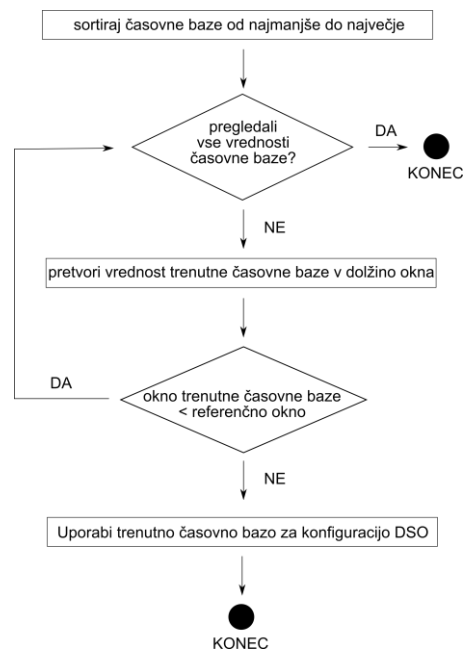 sortiraj časovne baze od najmanjše do največje
pregledali
vse vrednosti
časovne baze?
DA
KONEC
NE
pretvori vrednost trenutne časovne baze v dolžino okna
DA
okno trenutne časovne baze
< referenčno okno
NE
Uporabi trenutno časovno bazo za konfiguracijo DSO
KONEC